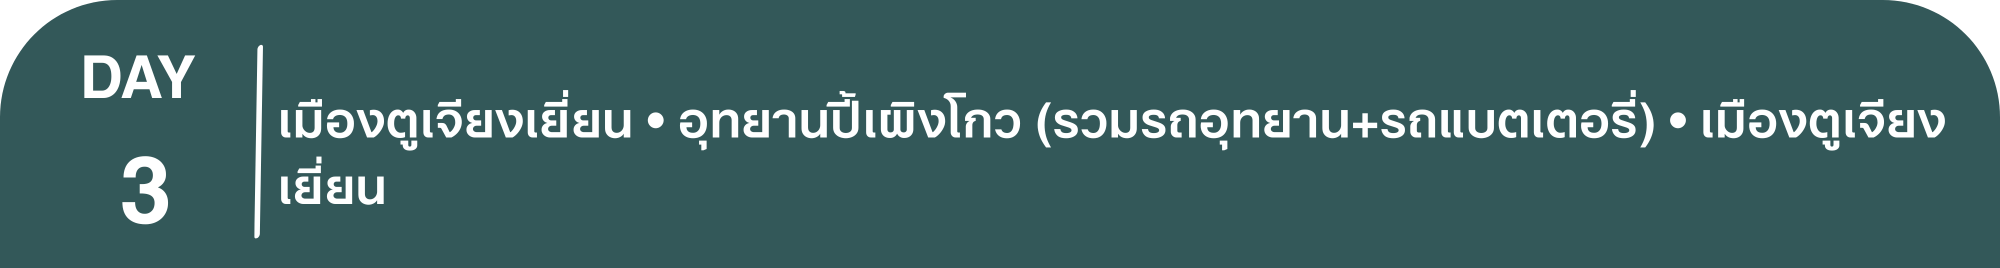 DAY
3
เมืองตูเจียงเยี่ยน • อุทยานปี้เผิงโกว (รวมรถอุทยาน+รถแบตเตอรี่) • เมืองตูเจียง
เยี่ยน